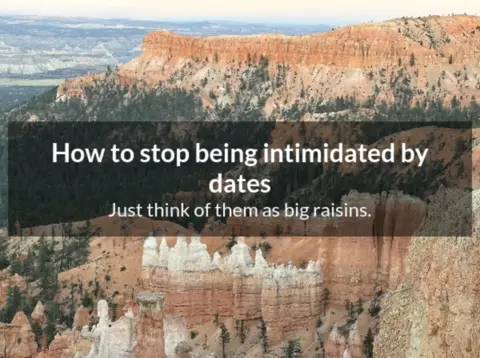 How to stop being intimidated by
dates
Just think of them as big raisins.